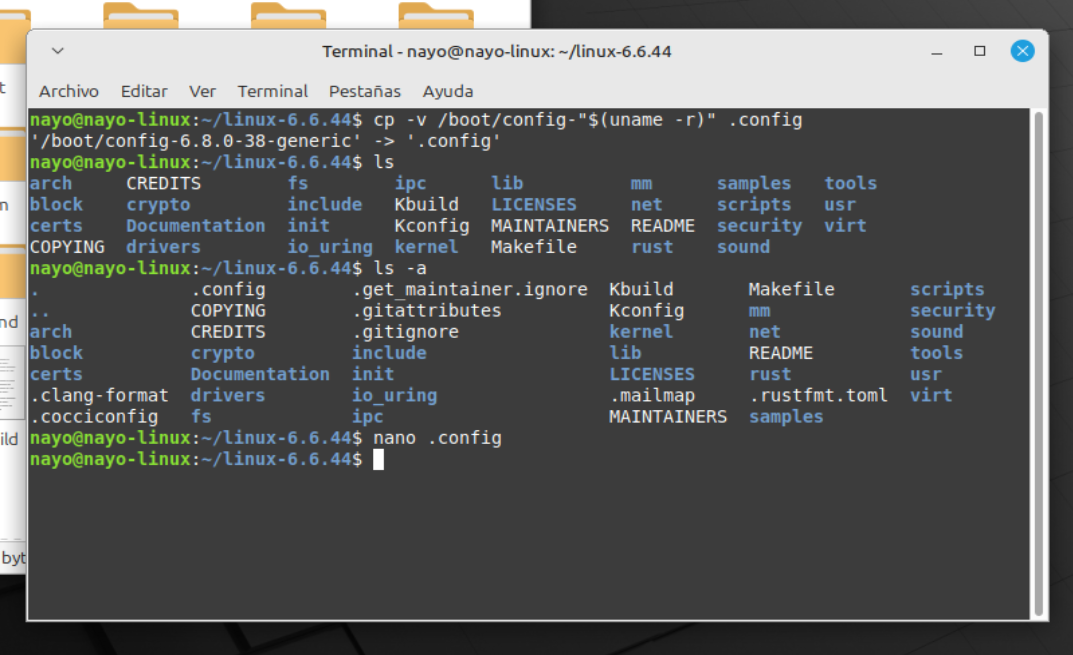 Terminal - nayo@nayo-linux: ~/linux-6.6.44
Archivo Editar Ver Terminal Pestañas Ayuda
nayo@nayo-linux:~/linux-6.6.44$ cp -v /boot/config-"$(uname -r)" .config
'/boot/config-6.8.0-38-generic' -> '.config'
nayo@nayo-linux:~/linux-6.6.44$ ls
arch CREDITS fs ipc lib mm samples tools
block crypto include Kbuild LICENSES net scripts usr
certs Documentation init Kconfig MAINTAINERS README security virt
COPYING drivers io_uring kernel Makefile rust sound
nayo@nayo-linux:~/linux-6.6.44$ ls -a
. .config .get_maintainer.ignore Kbuild Makefile scripts
.. COPYING .gitattributes Kconfig mm security
arch CREDITS .gitignore kernel net sound
block crypto include lib README tools
certs Documentation init LICENSES rust usr
.clang-format drivers io_uring .mailmap .rustfmt.toml virt
.cocciconfig fs ipc MAINTAINERS samples
nayo@nayo-linux:~/linux-6.6.44$ nano .config
nayo@nayo-linux:~/linux-6.6.44$